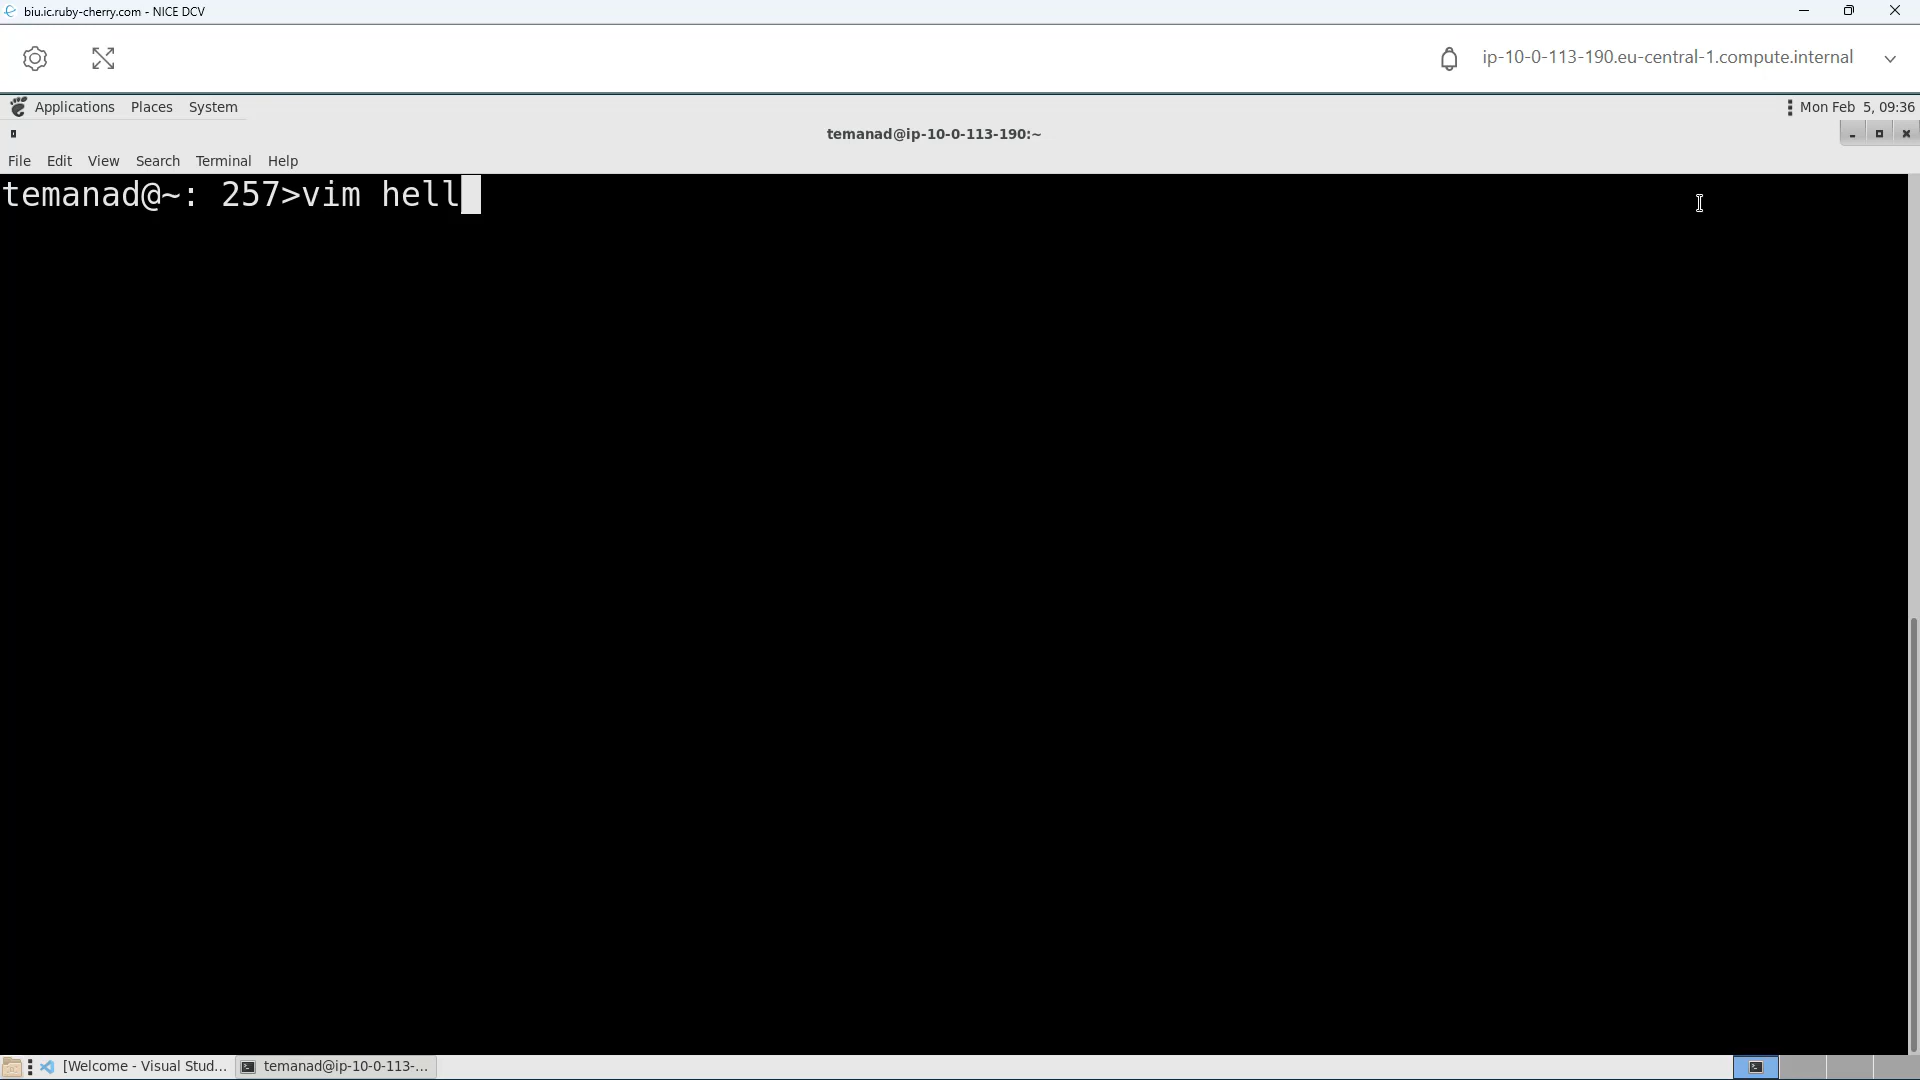 biu.ic.ruby-cherry.com - NICE DCV
ip-10-0-113-190.eu-central-1.compute.internal
Applications Places System Mon Feb 5, 09:36
temanad@ip-10-0-113-190:~
File Edit View Search Terminal Help
temanad@~: 257>vim hell
[Welcome - Visual Stud... temanad@ip-10-0-113-...